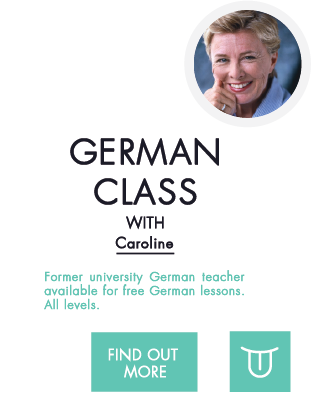 GERMAN
CLASS
WITH
Caroline
Former university German teacher
available for free German lessons.
All levels.
FIND OUT
MORE